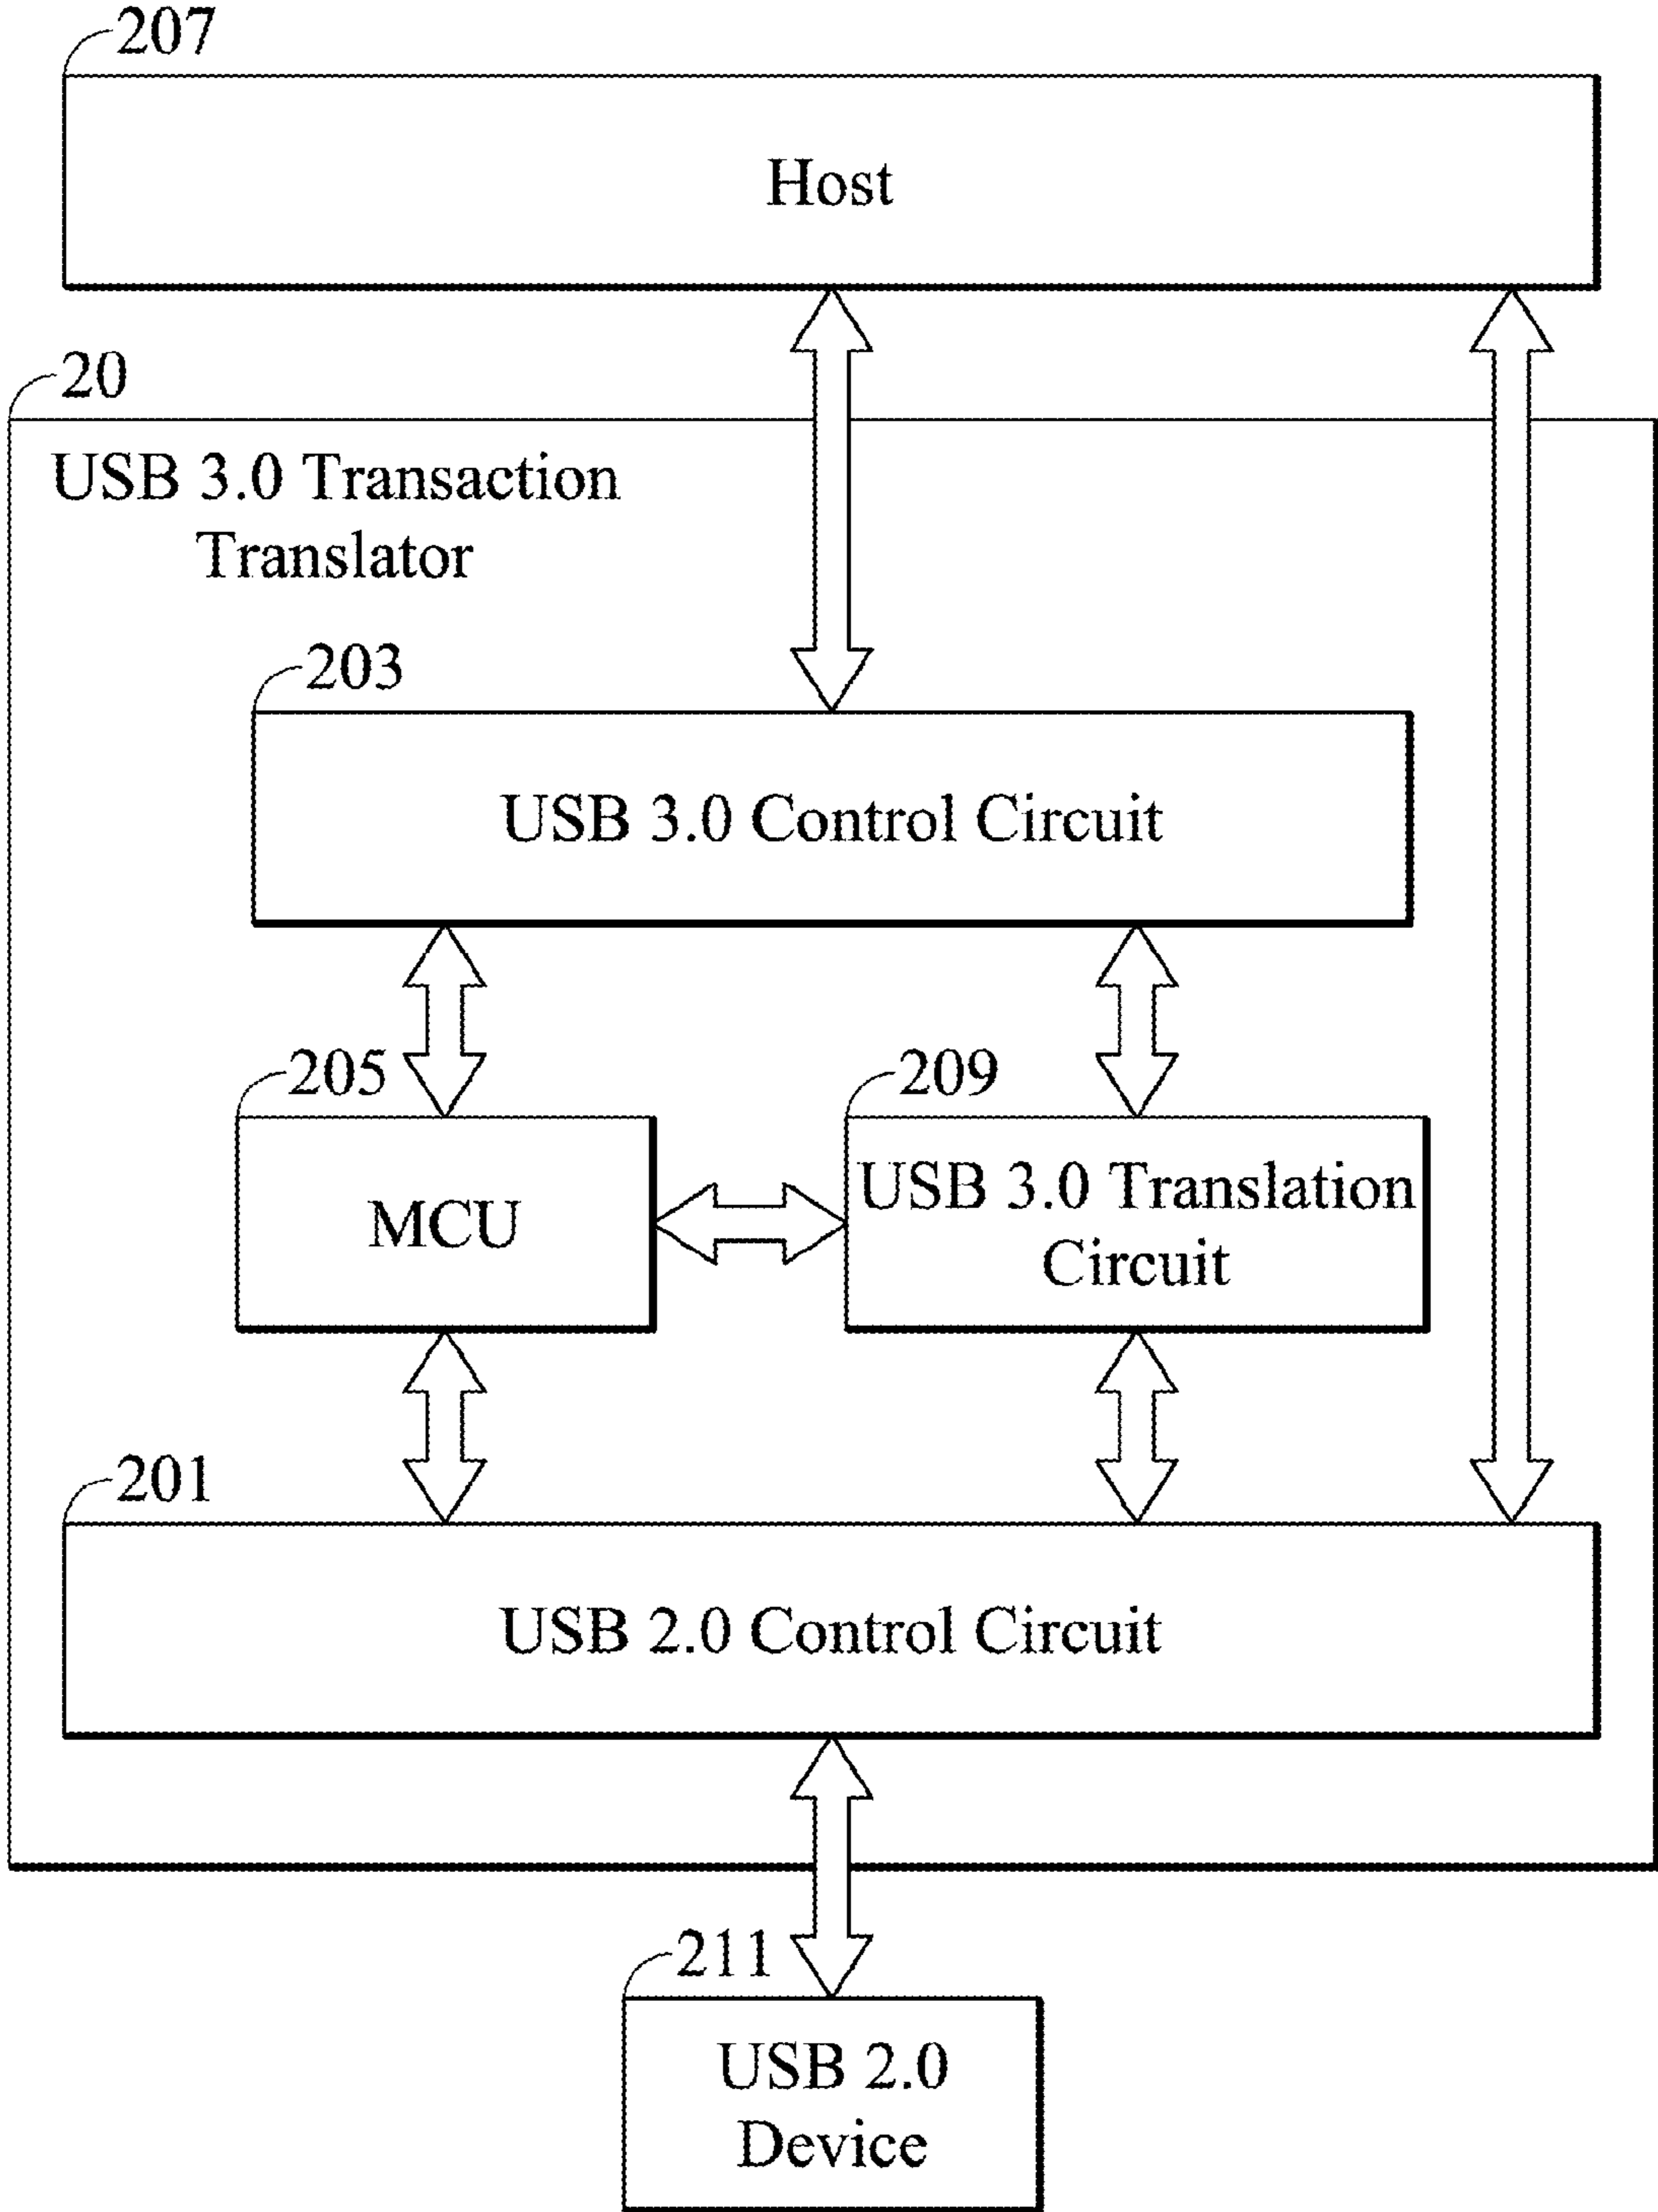 207
Host
20
USB 3.0 Transaction
Translator
203
USB 3.0 Control Circuit
205
MCU
209
USB 3.0 Translation
Circuit
201
USB 2.0 Control Circuit
211
USB 2.0
Device